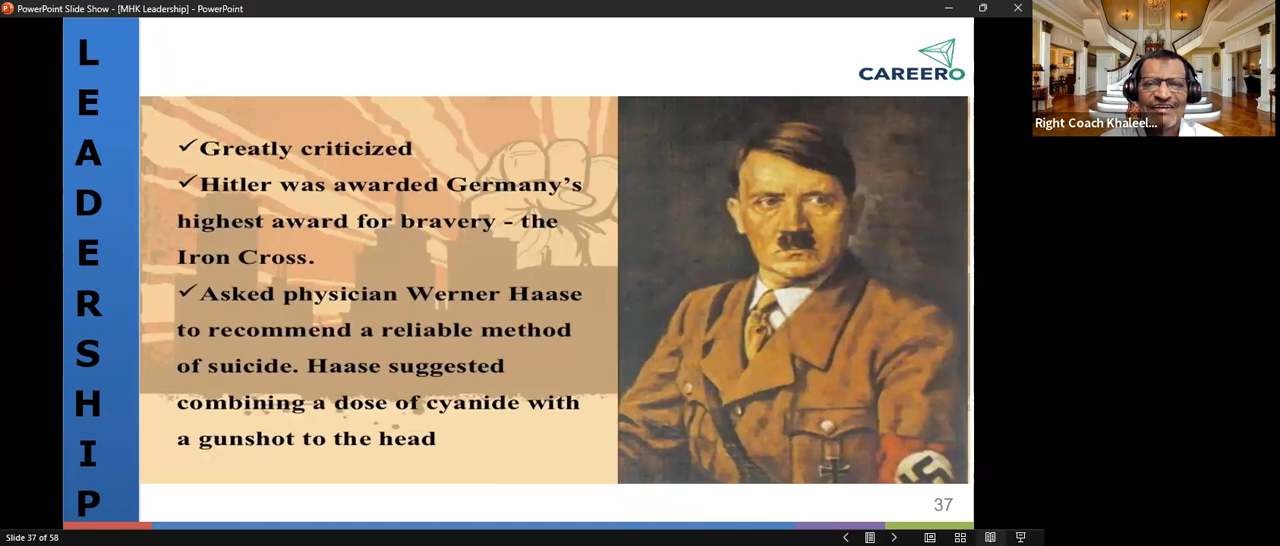 PowerPoint Slide Show - [MHK Leadership] - PowerPoint
LEADERSHIP
CAREERO
✓Greatly criticized
✓Hitler was awarded Germany's
highest award for bravery - the
Iron Cross.
✓Asked physician Werner Haase
to recommend a reliable method
of suicide. Haase suggested
combining a dose of cyanide with
a gunshot to the head
37
Right Coach Khaleel...
Slide 37 of 58